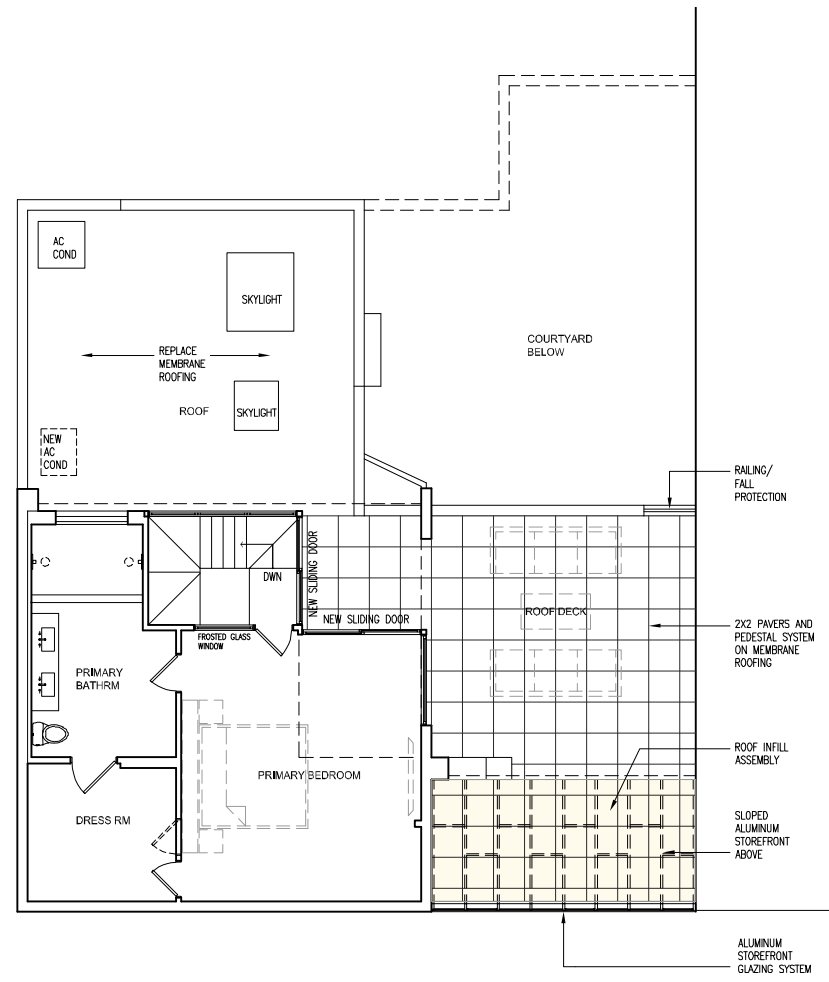 AC
COND
SKYLIGHT
COURTYARD
BELOW
REPLACE
MEMBRANE
ROOFING
ROOF
SKYLIGHT
NEW
AC
COND
RAILING/
FALL
PROTECTION
NEW SLIDING DOOR
DWN
NEW SLIDING DOOR
ROOF DECK
FROSTED GLASS
WINDOW
2X2 PAVERS AND
PEDESTAL SYSTEM
ON MEMBRANE
ROOFING
PRIMARY
BATHRM
PRIMARY BEDROOM
ROOF INFILL
ASSEMBLY
DRESS RM
SLOPED
ALUMINUM
STOREFRONT
ABOVE
ALUMINUM
STOREFRONT
GLAZING SYSTEM